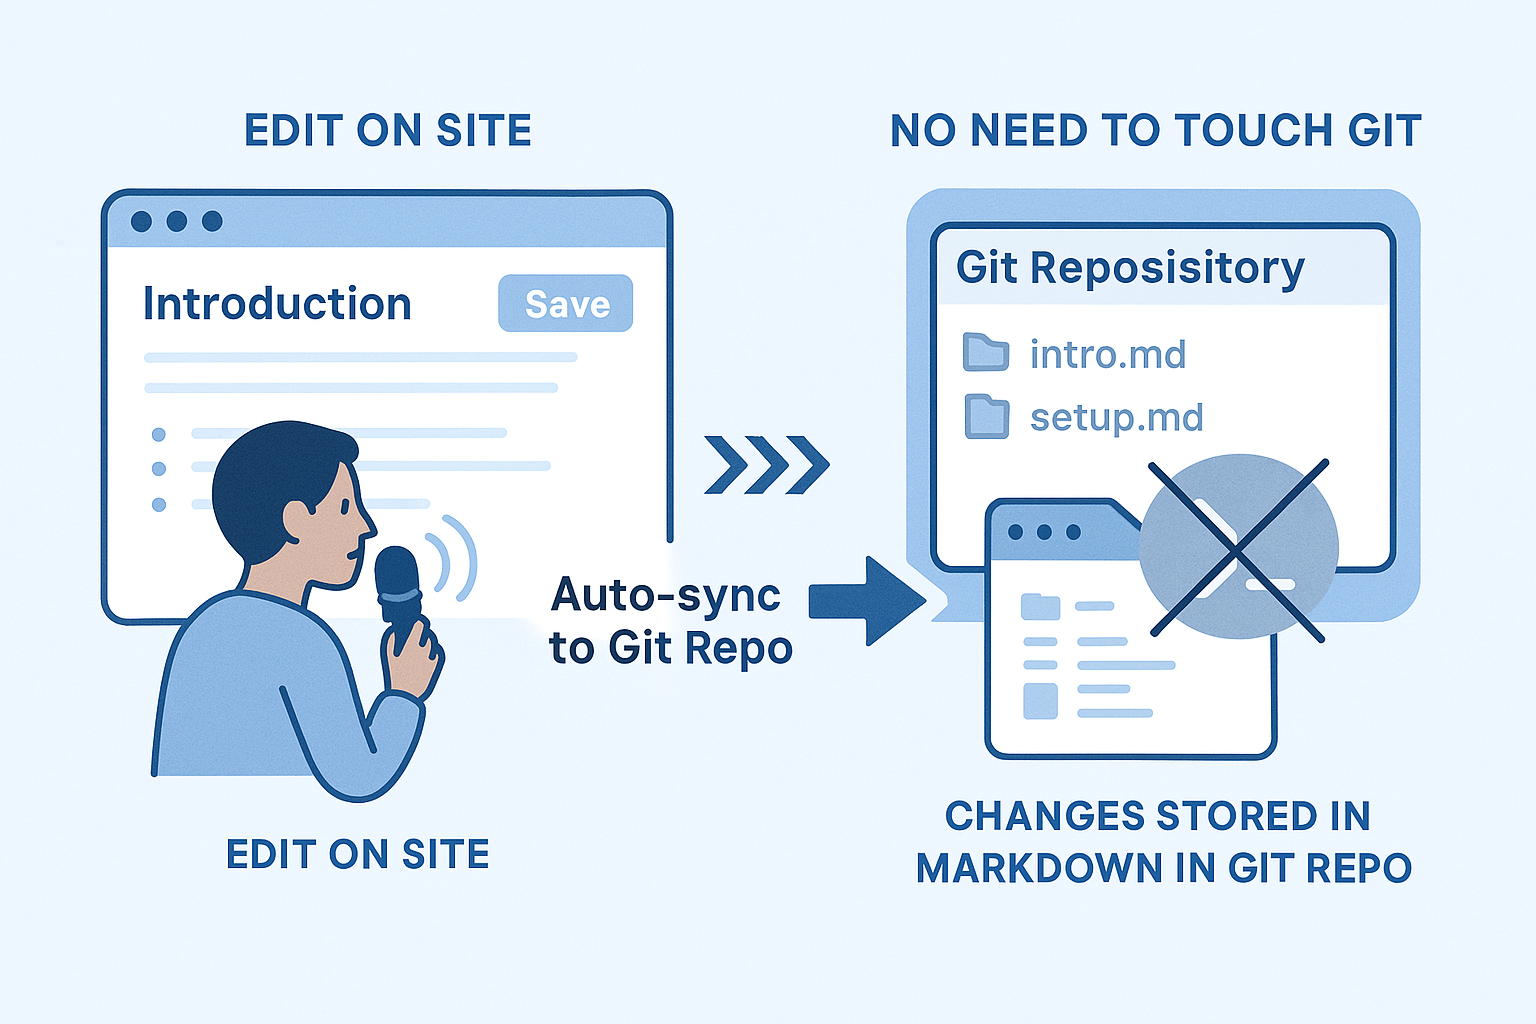 EDIT ON SITE
NO NEED TO TOUCH GIT
Introduction
Save
Git Reposisitory
intro.md
setup.md
Auto-sync
to Git Repo
EDIT ON SITE
CHANGES STORED IN
MARKDOWN IN GIT REPO